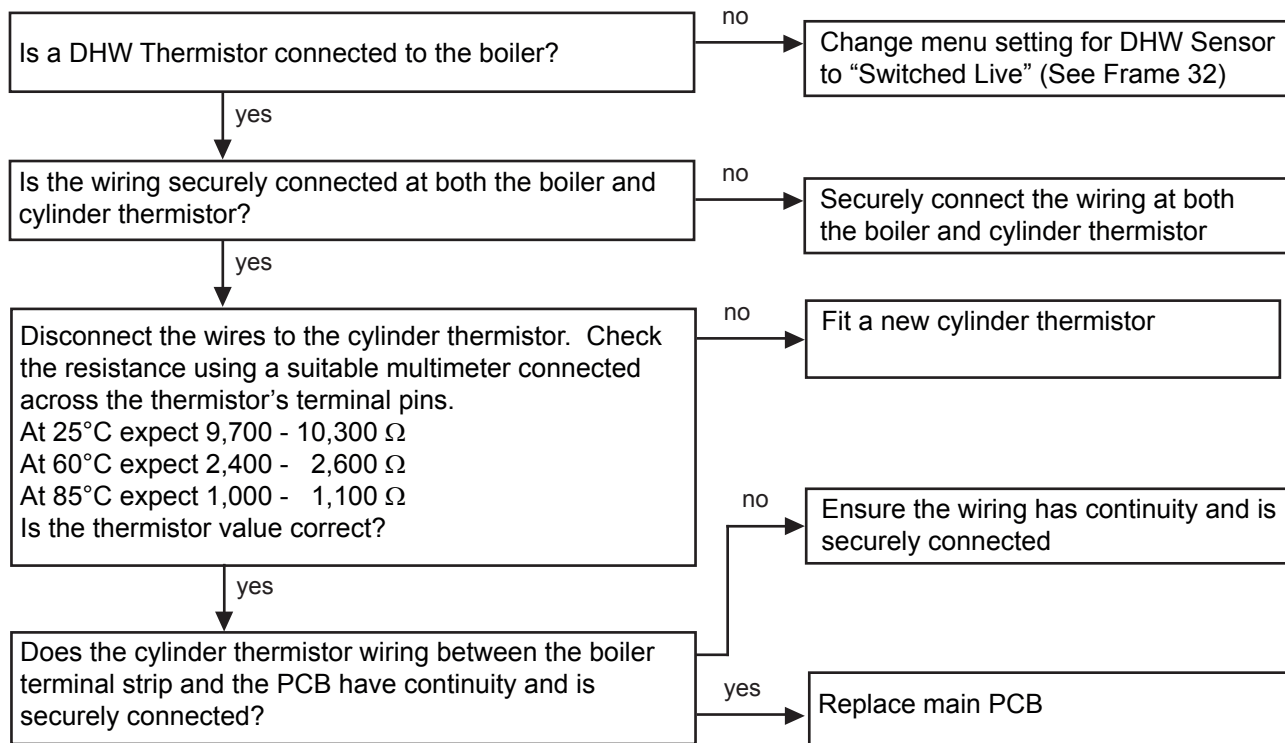 Is a DHW Thermistor connected to the boiler?
no
Change menu setting for DHW Sensor
to “Switched Live” (See Frame 32)
yes
Is the wiring securely connected at both the boiler and
cylinder thermistor?
no
Securely connect the wiring at both
the boiler and cylinder thermistor
yes
Disconnect the wires to the cylinder thermistor.  Check
the resistance using a suitable multimeter connected
across the thermistor’s terminal pins.
At 25°C expect 9,700 - 10,300 Ω
At 60°C expect 2,400 -   2,600 Ω
At 85°C expect 1,000 -   1,100 Ω
Is the thermistor value correct?
no
Fit a new cylinder thermistor
yes
Does the cylinder thermistor wiring between the boiler
terminal strip and the PCB have continuity and is
securely connected?
no
Ensure the wiring has continuity and is
securely connected
yes
Replace main PCB